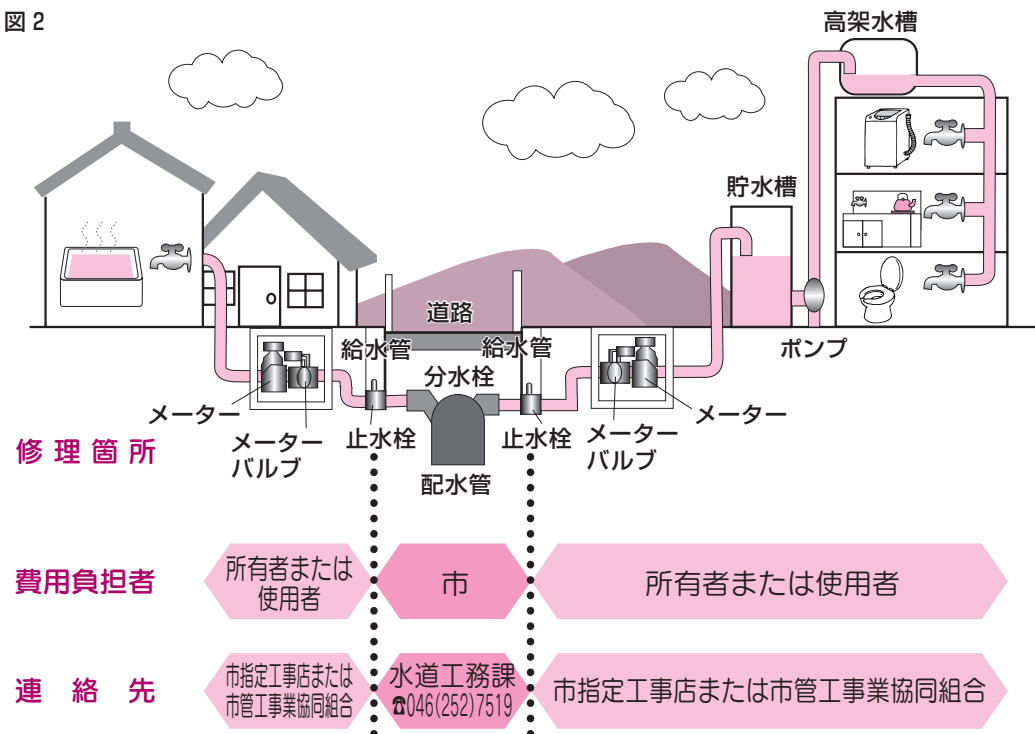 図2
高架水槽
貯水槽
道路
給水管
給水管
ポンプ
分水栓
メーター
メーター
バルブ
止水栓
配水管
止水栓
メーター
バルブ
メーター
修理箇所
費用負担者
所有者または
使用者
市
所有者または使用者
連絡先
市指定工事店または
市管工事業協同組合
水道工務課
☎046(252)7519
市指定工事店または市管工事業協同組合